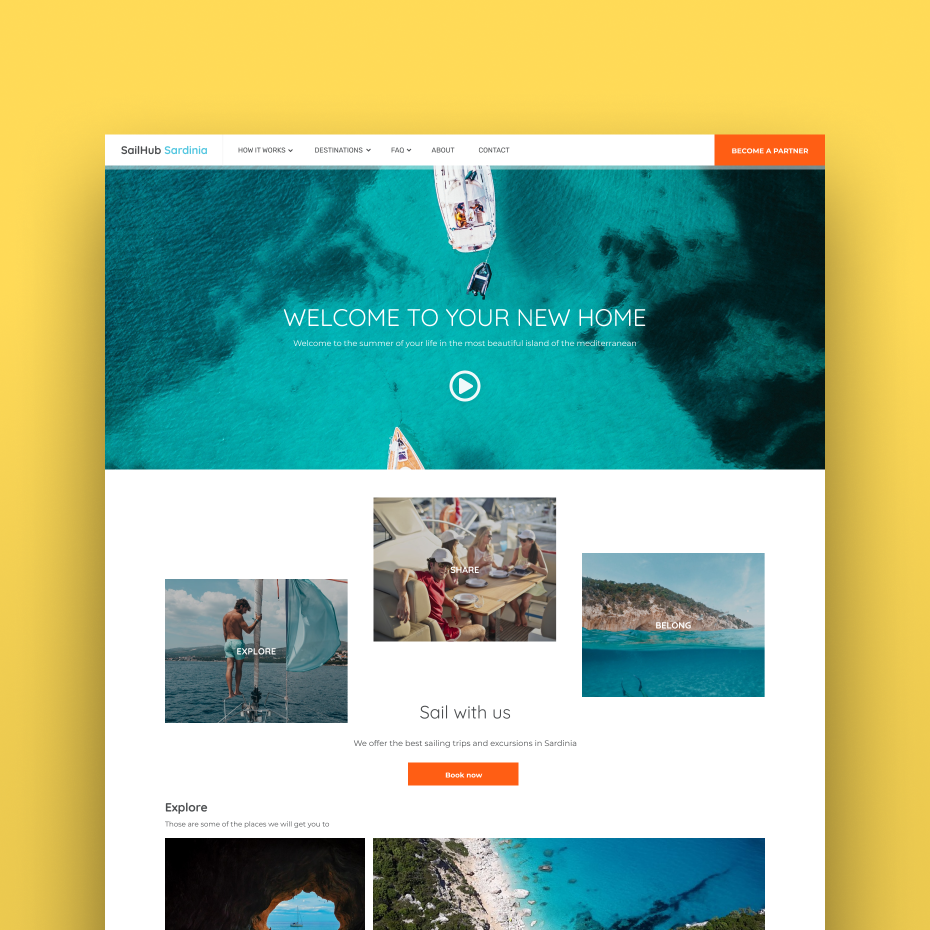 SailHub Sardinia
HOW IT WORKS
DESTINATIONS
FAQ
ABOUT
CONTACT
BECOME A PARTNER
WELCOME TO YOUR NEW HOME
Welcome to the summer of your life in the most beautiful island of the mediterranean
SHARE
BELONG
EXPLORE
Sail with us
We offer the best sailing trips and excursions in Sardinia
Book now
Explore
Those are some of the places we will get you to